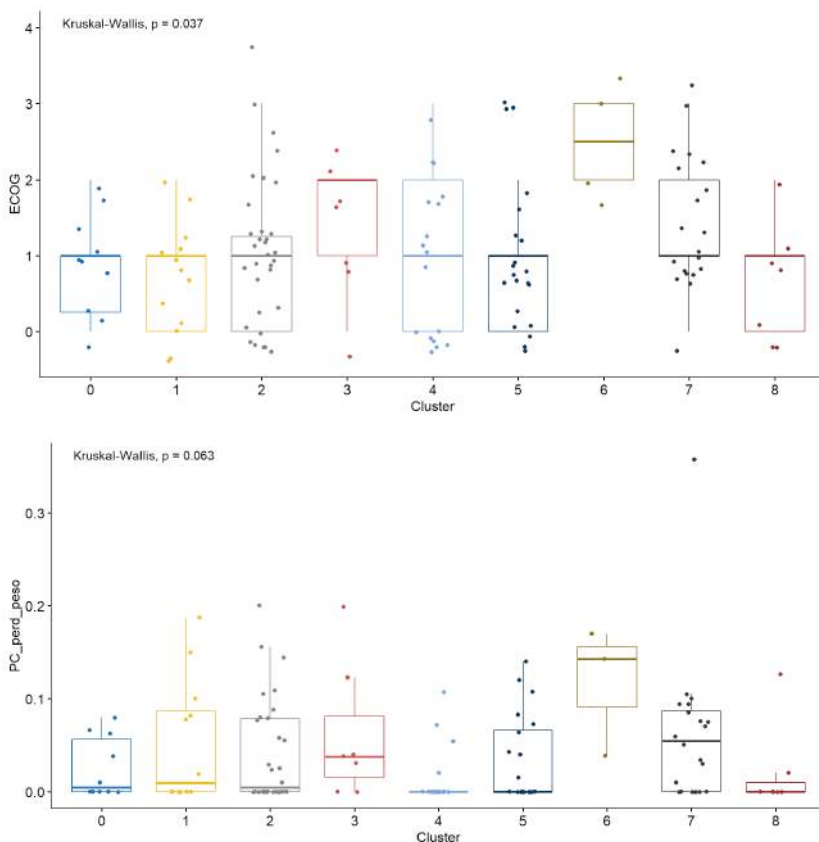 Kruskal-Wallis, p = 0.037
4
3
2
1
0
ECOG
0 1 2 3 4 5 6 7 8
Cluster
Kruskal-Wallis, p = 0.063
0.3
0.2
0.1
0.0
PC_perd_peso
0 1 2 3 4 5 6 7 8
Cluster